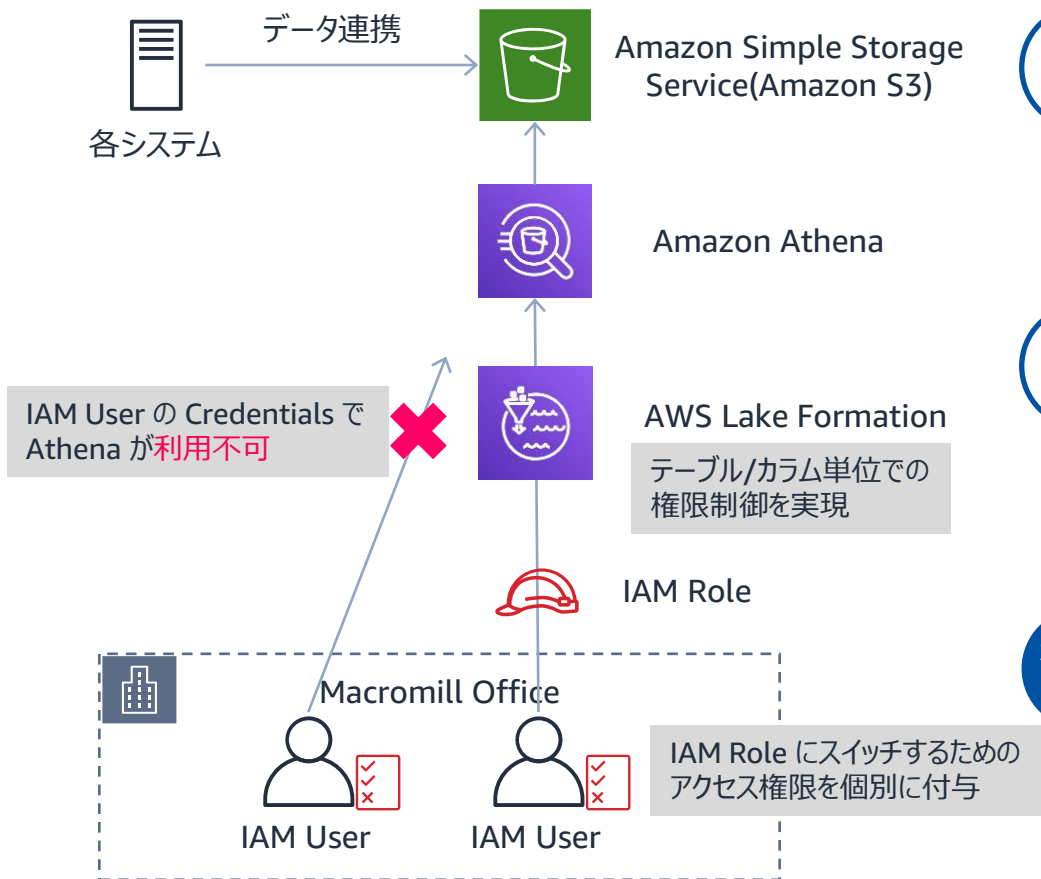 データ連携
各システム
Amazon Simple Storage
Service(Amazon S3)
Amazon Athena
IAM User の Credentials で
Athena が利用不可
AWS Lake Formation
テーブル/カラム単位での
権限制御を実現
IAM Role
Macromill Office
IAM Role にスイッチするための
アクセス権限を個別に付与
IAM User
IAM User